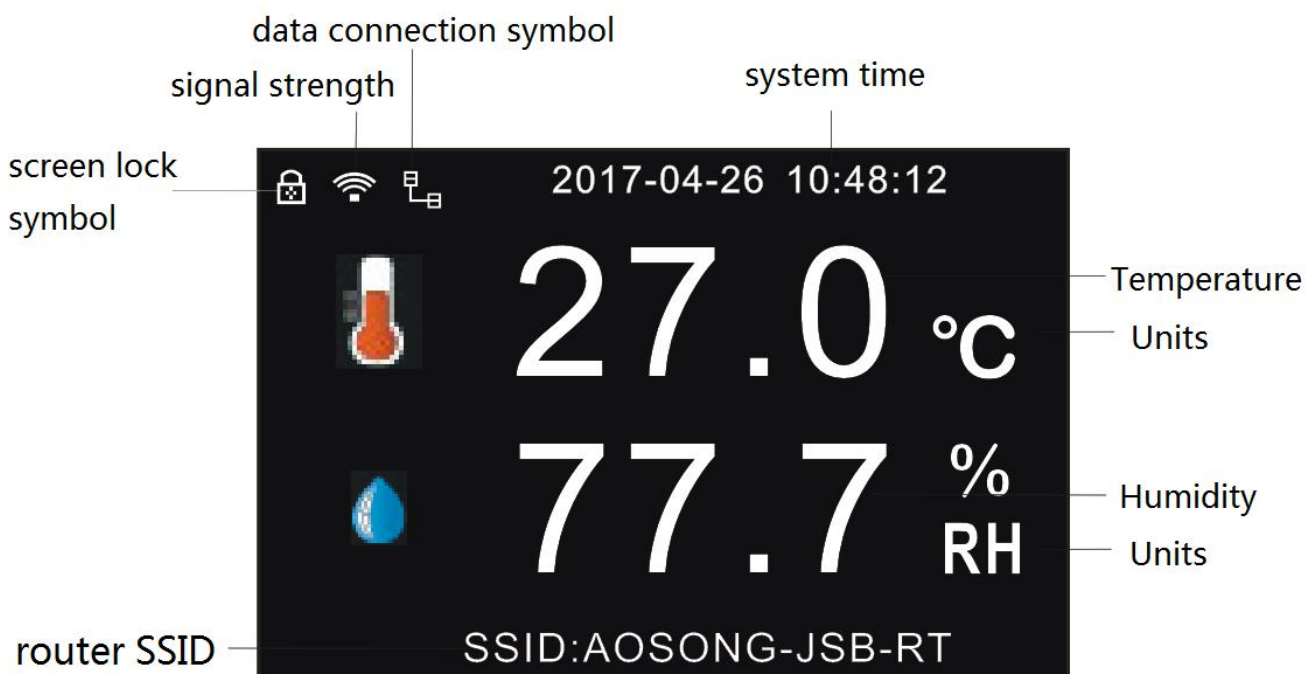 data connection symbol
signal strength
system time
screen lock
symbol
2017-04-26 10:48:12
27.0
°C
Temperature
Units
77.7
%
RH
Humidity
Units
router SSID
SSID:AOSONG-JSB-RT